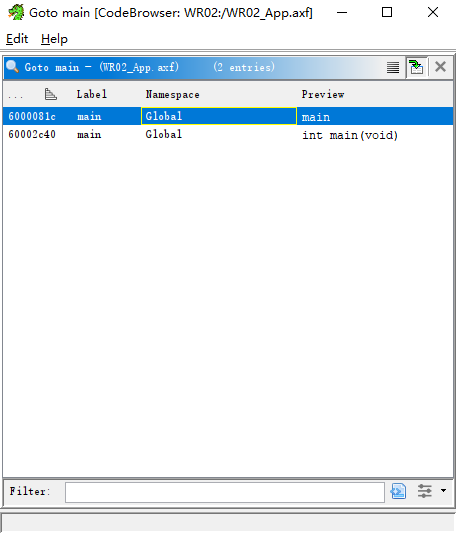 Goto main [CodeBrowser: WR02:/WR02_App.axf]
Edit Help
Goto main - (WR02_App.axf) (2 entries)
... Label Namespace Preview
6000081c main Global main
60002c40 main Global int main(void)
Filter: